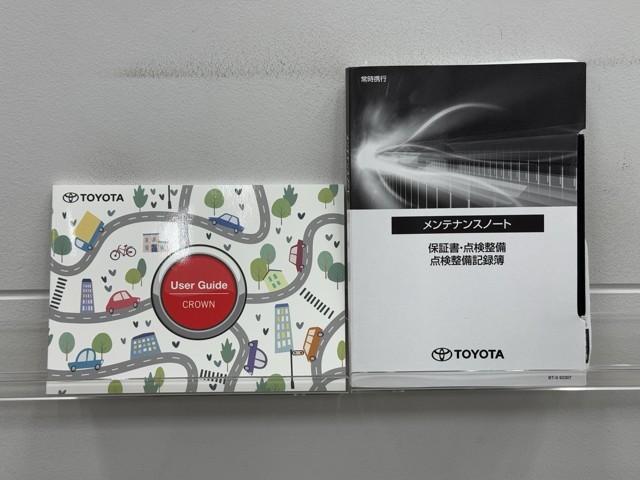 TOYOTA
User Guide
CROWN
常時携行
メンテナンスノート
保証書・点検整備
点検整備記録簿
TOYOTA